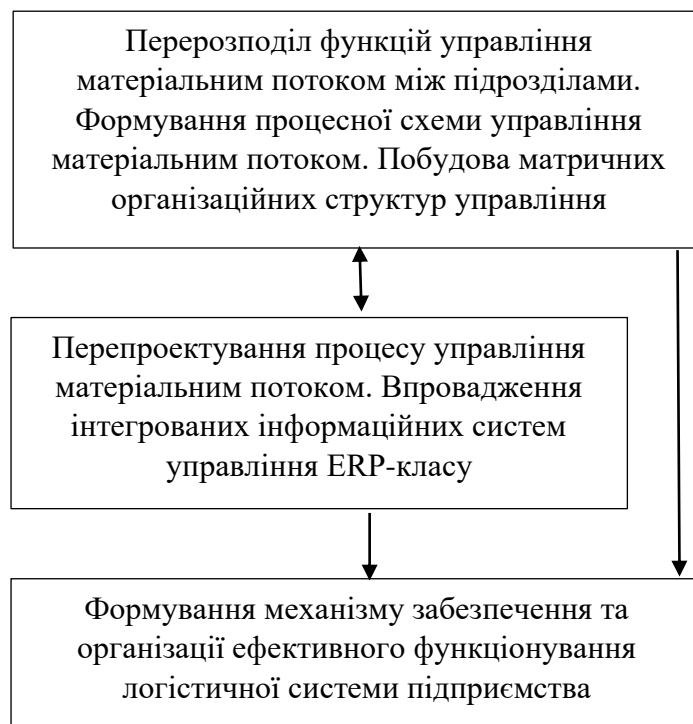 Перерозподіл функцій управління
матеріальним потоком між підрозділами.
Формування процесної схеми управління
матеріальним потоком. Побудова матричних
організаційних структур управління
Перепроектування процесу управління
матеріальним потоком. Впровадження
інтегрованих інформаційних систем
управління ERP-класу
Формування механізму забезпечення та
організації ефективного функціонування
логістичної системи підприємства